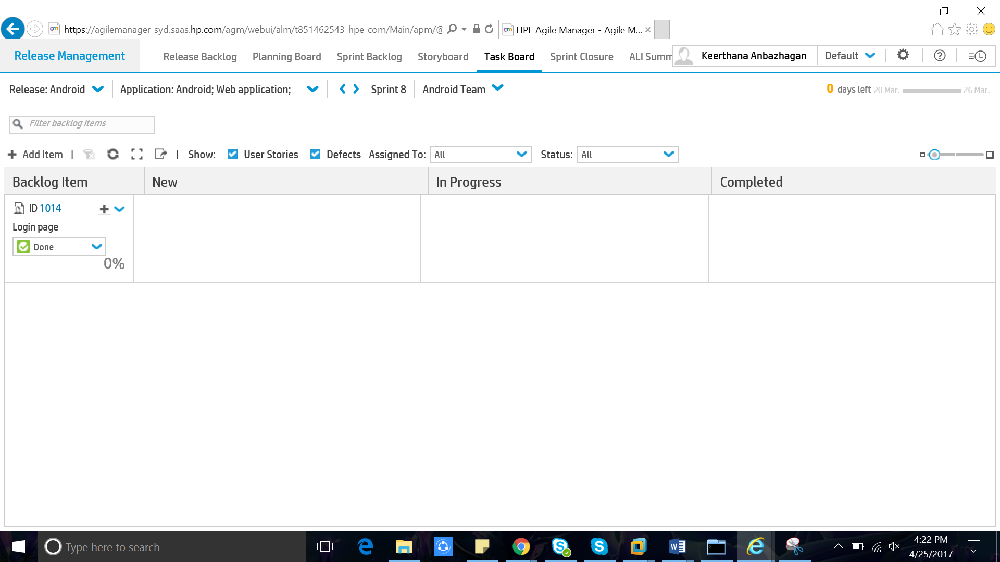 https://agilemanager-syd.saas.hp.com/agm/webui/alm/t851462543_hpe_com/Main/apm/@
HPE Agile Manager - Agile M...
Release Management
Release Backlog
Planning Board
Sprint Backlog
Storyboard
Task Board
Sprint Closure
ALI Summ
Keerthana Anbazhagan
Default
Release: Android
Application: Android; Web application;
Sprint 8
Android Team
0 days left 20 Mar. 26 Mar.
Filter backlog items
Add Item
Show:
User Stories
Defects
Assigned To: All
Status: All
Backlog Item
New
In Progress
Completed
ID 1014
Login page
Done
0%
Type here to search
4:22 PM
4/25/2017